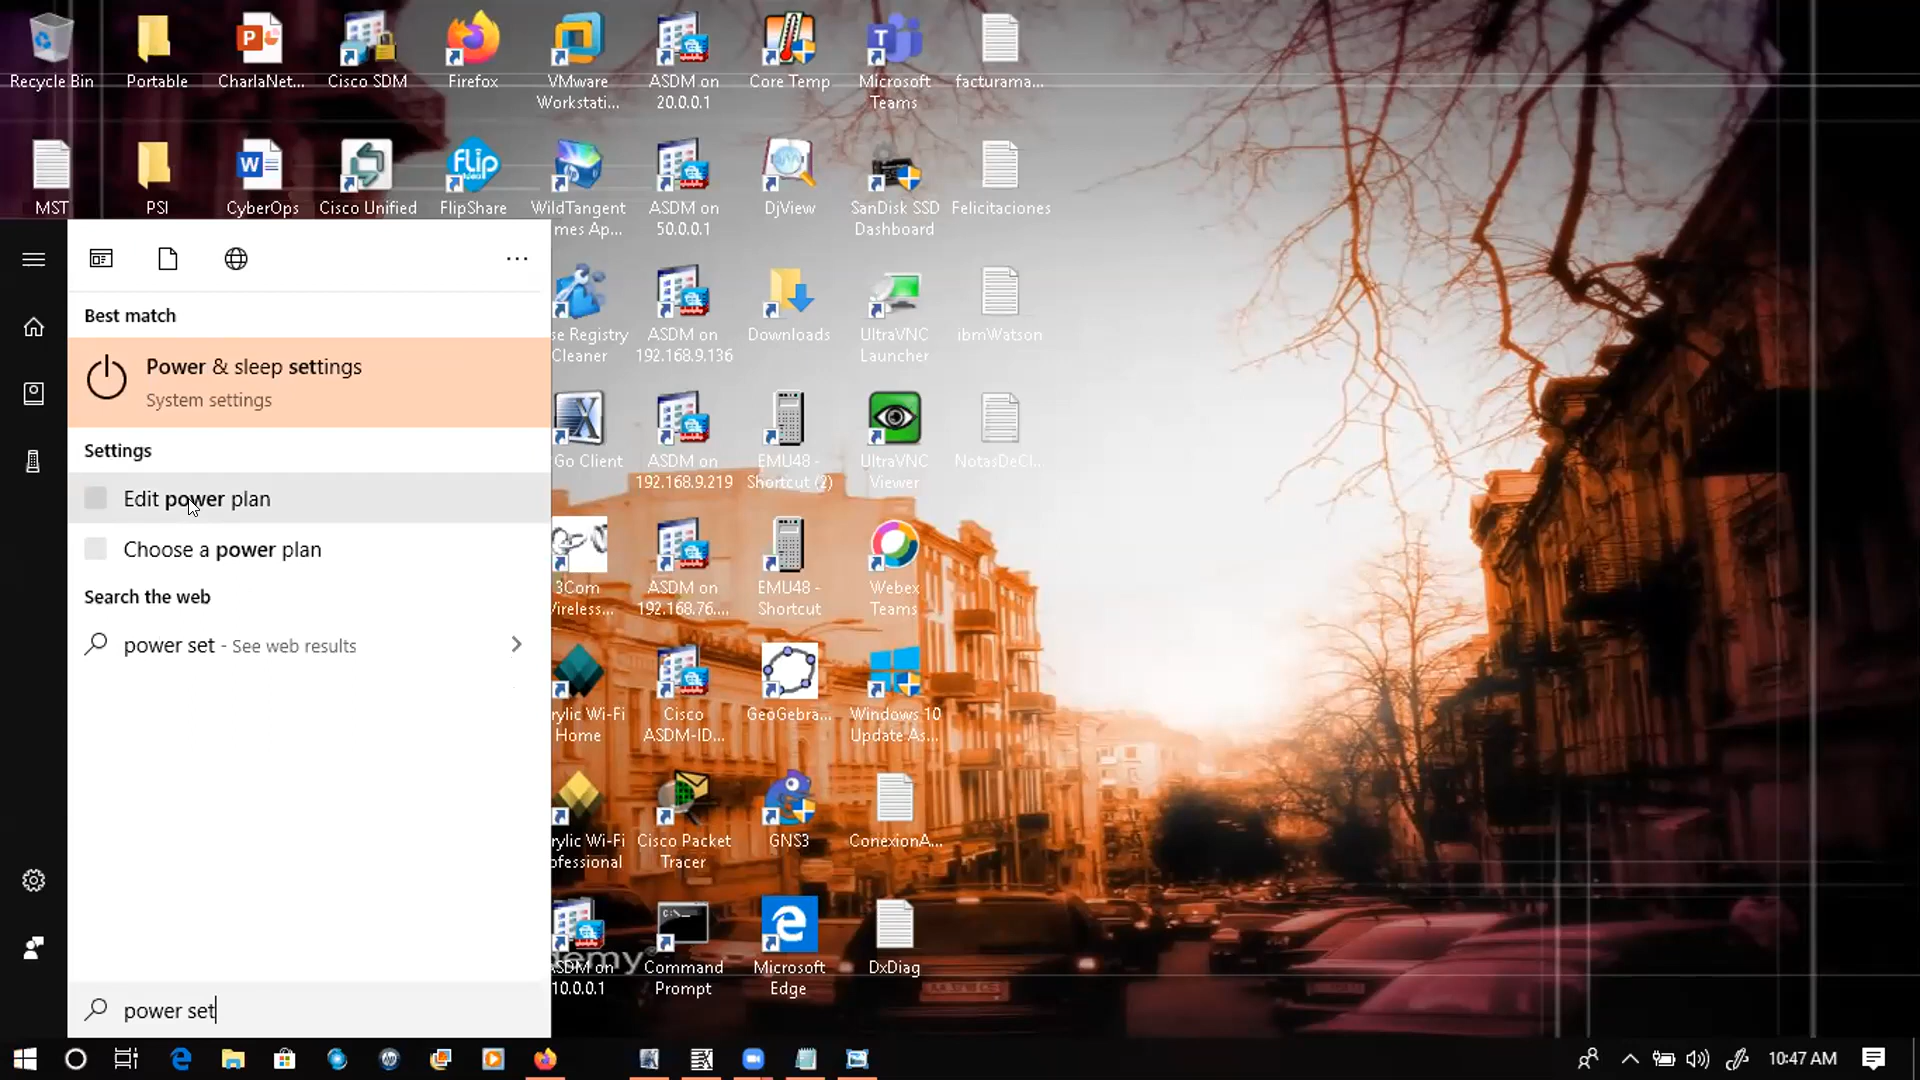 Recycle Bin
Portable
CharlaNet...
Cisco SDM
Firefox
VMware
Workstati...
ASDM on
20.0.0.1
Core Temp
Microsoft
Teams
facturama...
MST
PSI
CyberOps
Cisco Unified
flip
FlipShare
WildTangent
mes Ap...
ASDM on
50.0.0.1
DjView
SanDisk SSD
Dashboard
Felicitaciones
se Registry
Cleaner
ASDM on
192.168.9.136
Downloads
UltraVNC
Launcher
ibmWatson
Go Client
ASDM on
192.168.9.219
EMU48 -
Shortcut (2)
UltraVNC
Viewer
NotasDeCl...
3Com
Wireless...
ASDM on
192.168.76....
EMU48 -
Shortcut
Webex
Teams
rylic Wi-Fi
Home
Cisco
ASDM-ID...
GeoGebra...
Windows 10
Update As...
rylic Wi-Fi
ofessional
Cisco Packet
Tracer
GNS3
ConexionA...
ASDM on
10.0.0.1
Command
Prompt
Microsoft
Edge
DxDiag
demy
...
Best match
Power & sleep settings
System settings
Settings
Edit power plan
Choose a power plan
Search the web
power set - See web results
power set
10:47 AM